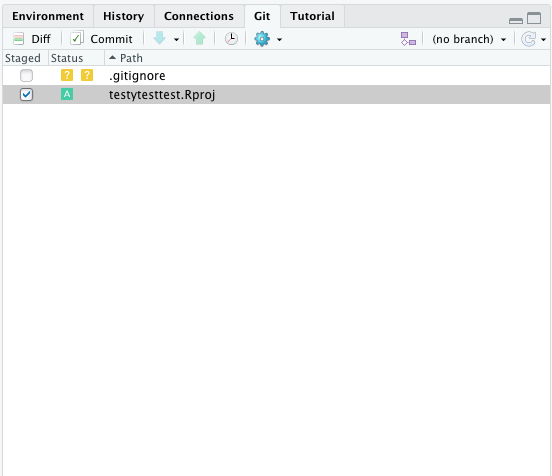 Environment History Connections Git Tutorial
Diff Commit (no branch)
Staged Status Path
? ? .gitignore
A testytesttest.Rproj